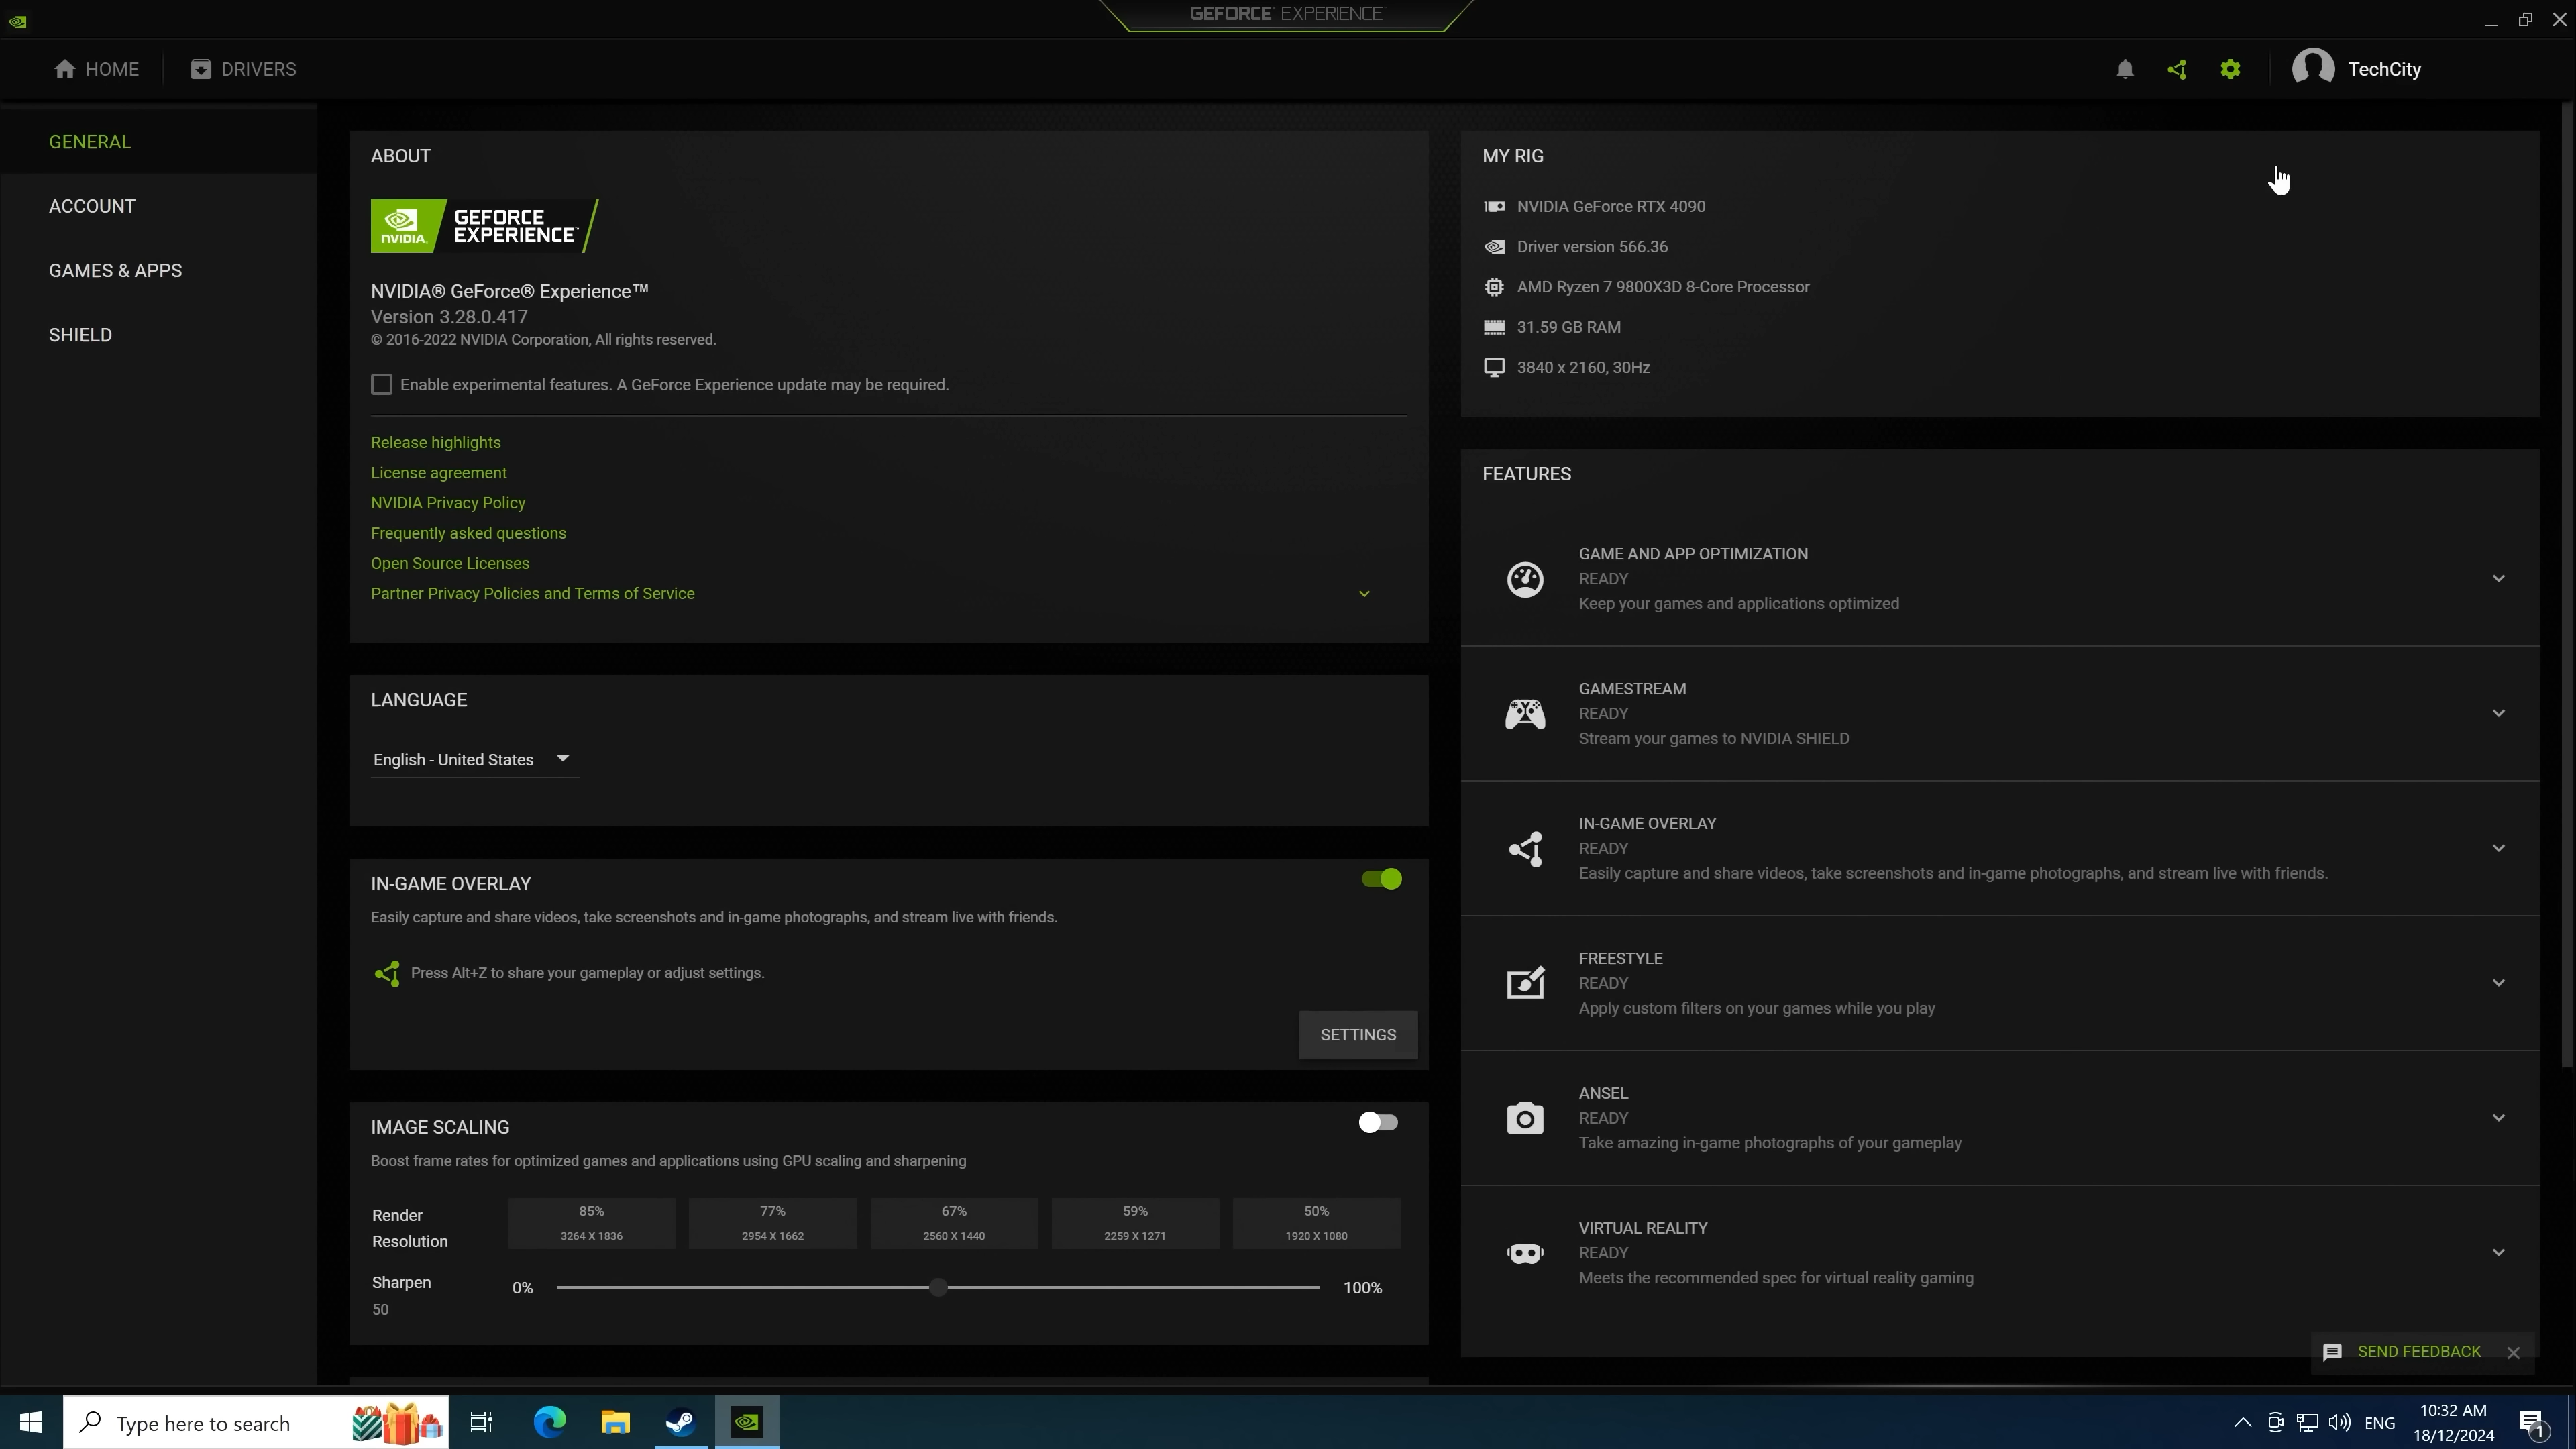 GEFORCE EXPERIENCE
HOME
DRIVERS
TechCity
GENERAL
ACCOUNT
GAMES & APPS
SHIELD
ABOUT
NVIDIA.
GEFORCE
EXPERIENCE™
NVIDIA® GeForce® Experience™
Version 3.28.0.417
© 2016-2022 NVIDIA Corporation, All rights reserved.
Enable experimental features. A GeForce Experience update may be required.
Release highlights
License agreement
NVIDIA Privacy Policy
Frequently asked questions
Open Source Licenses
Partner Privacy Policies and Terms of Service
LANGUAGE
English - United States
IN-GAME OVERLAY
Easily capture and share videos, take screenshots and in-game photographs, and stream live with friends.
Press Alt+Z to share your gameplay or adjust settings.
SETTINGS
IMAGE SCALING
Boost frame rates for optimized games and applications using GPU scaling and sharpening
Render
Resolution
85%
3264 X 1836
77%
2954 X 1662
67%
2560 X 1440
59%
2259 X 1271
50%
1920 X 1080
Sharpen
50
0%
100%
MY RIG
NVIDIA GeForce RTX 4090
Driver version 566.36
AMD Ryzen 7 9800X3D 8-Core Processor
31.59 GB RAM
3840 x 2160, 30Hz
FEATURES
GAME AND APP OPTIMIZATION
READY
Keep your games and applications optimized
GAMESTREAM
READY
Stream your games to NVIDIA SHIELD
IN-GAME OVERLAY
READY
Easily capture and share videos, take screenshots and in-game photographs, and stream live with friends.
FREESTYLE
READY
Apply custom filters on your games while you play
ANSEL
READY
Take amazing in-game photographs of your gameplay
VIRTUAL REALITY
READY
Meets the recommended spec for virtual reality gaming
SEND FEEDBACK
Type here to search
ENG
10:32 AM
18/12/2024
1